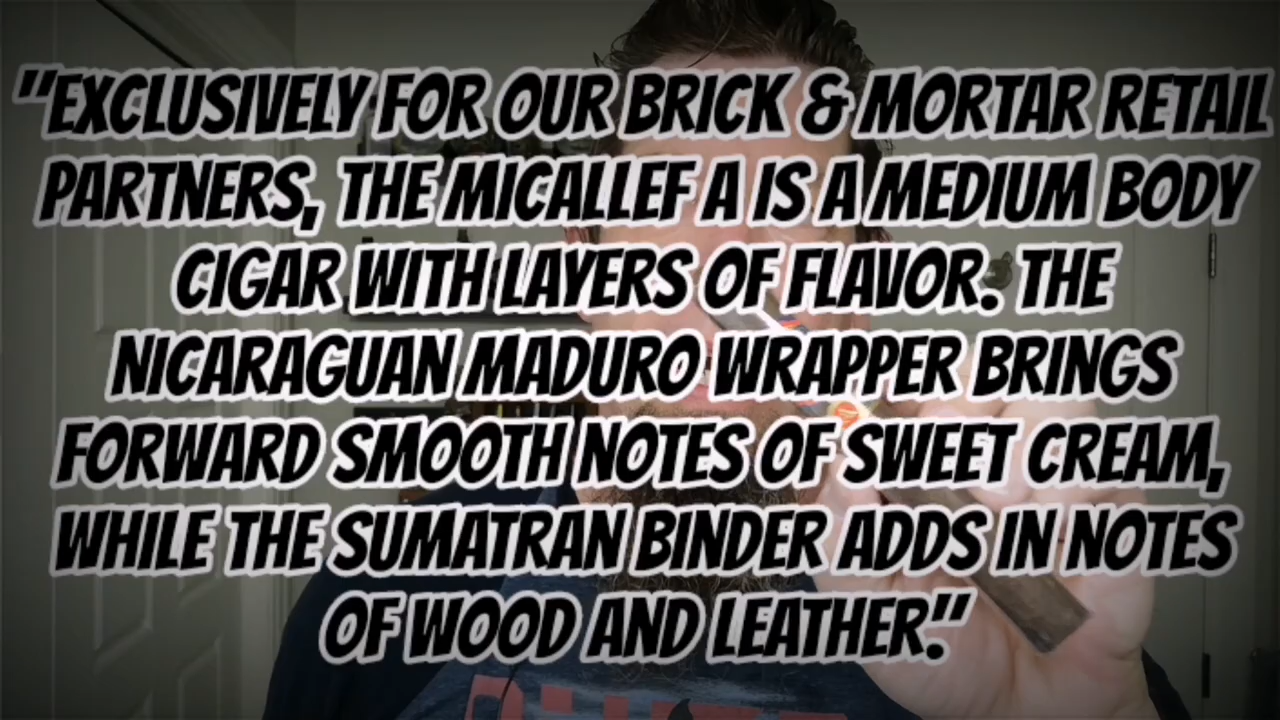 "EXCLUSIVELY FOR OUR BRICK & MORTAR RETAIL
PARTNERS, THE MICALLEF A IS A MEDIUM BODY
CIGAR WITH LAYERS OF FLAVOR. THE
NICARAGUAN MADURO WRAPPER BRINGS
FORWARD SMOOTH NOTES OF SWEET CREAM,
WHILE THE SUMATRAN BINDER ADDS IN NOTES
OF WOOD AND LEATHER."